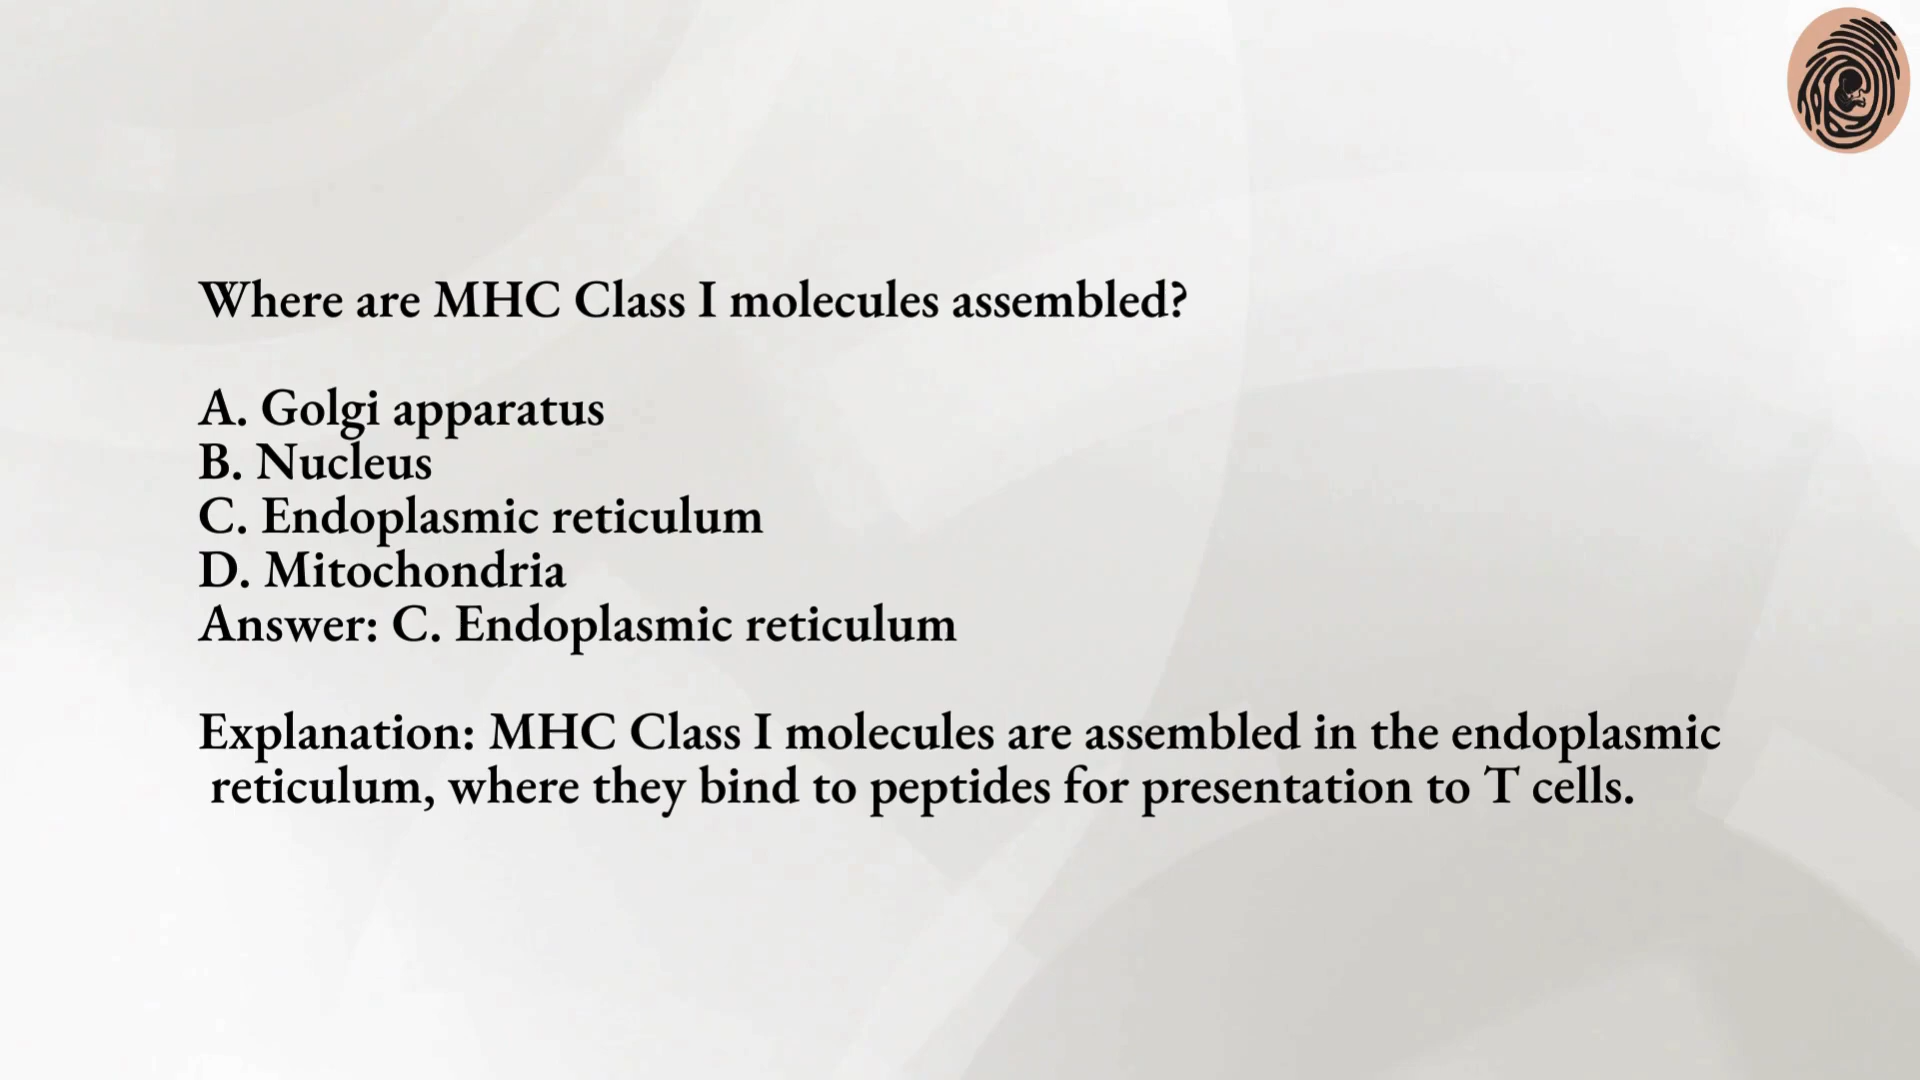 Where are MHC Class I molecules assembled?
A. Golgi apparatus
B. Nucleus
C. Endoplasmic reticulum
D. Mitochondria
Answer: C. Endoplasmic reticulum
Explanation: MHC Class I molecules are assembled in the endoplasmic
reticulum, where they bind to peptides for presentation to T cells.